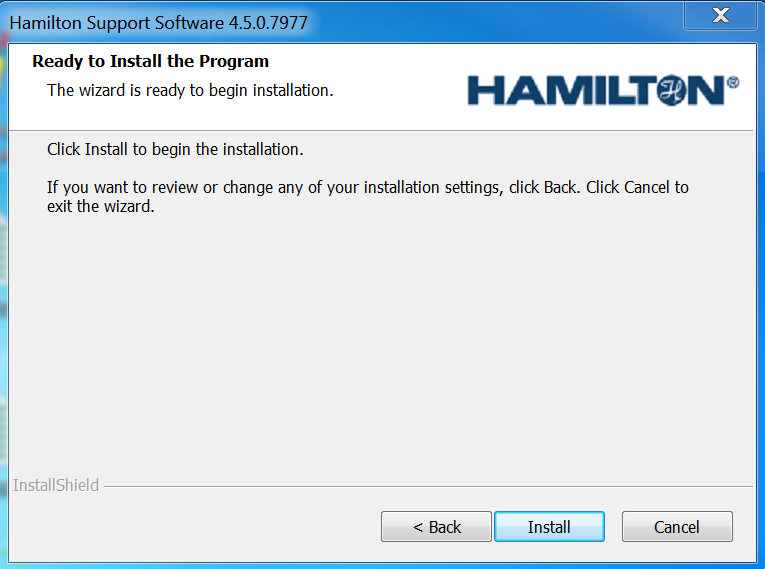 Hamilton Support Software 4.5.0.7977
Ready to Install the Program
The wizard is ready to begin installation.
HAMILTON®
Click Install to begin the installation.
If you want to review or change any of your installation settings, click Back. Click Cancel to
exit the wizard.
InstallShield
< Back
Install
Cancel